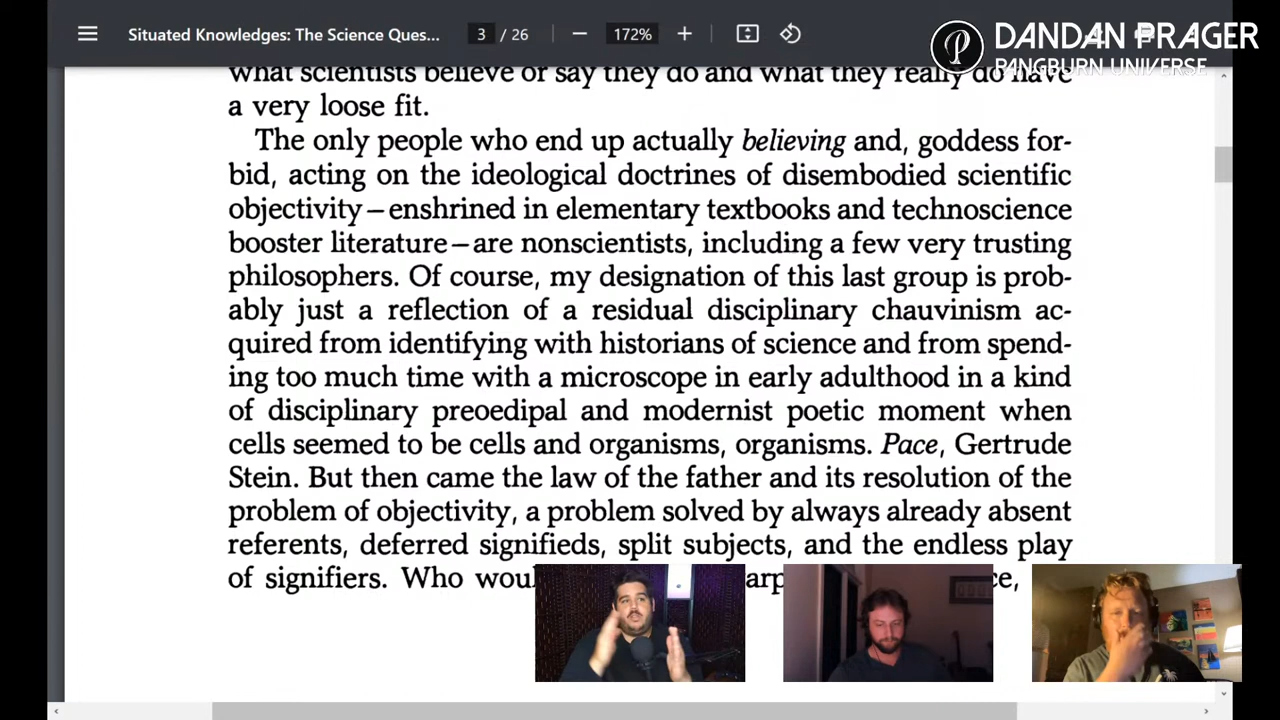 Situated Knowledges: The Science Ques...
3 / 26
172%
DANDAN PRAGER
PANGBURN UNIVERSE
what scientists believe or say they do and what they really do have
a very loose fit.
The only people who end up actually believing and, goddess for-
bid, acting on the ideological doctrines of disembodied scientific
objectivity—enshrined in elementary textbooks and technoscience
booster literature—are nonscientists, including a few very trusting
philosophers. Of course, my designation of this last group is prob-
ably just a reflection of a residual disciplinary chauvinism ac-
quired from identifying with historians of science and from spend-
ing too much time with a microscope in early adulthood in a kind
of disciplinary preoedipal and modernist poetic moment when
cells seemed to be cells and organisms, organisms. Pace, Gertrude
Stein. But then came the law of the father and its resolution of the
problem of objectivity, a problem solved by always already absent
referents, deferred signifieds, split subjects, and the endless play
of signifiers. Who